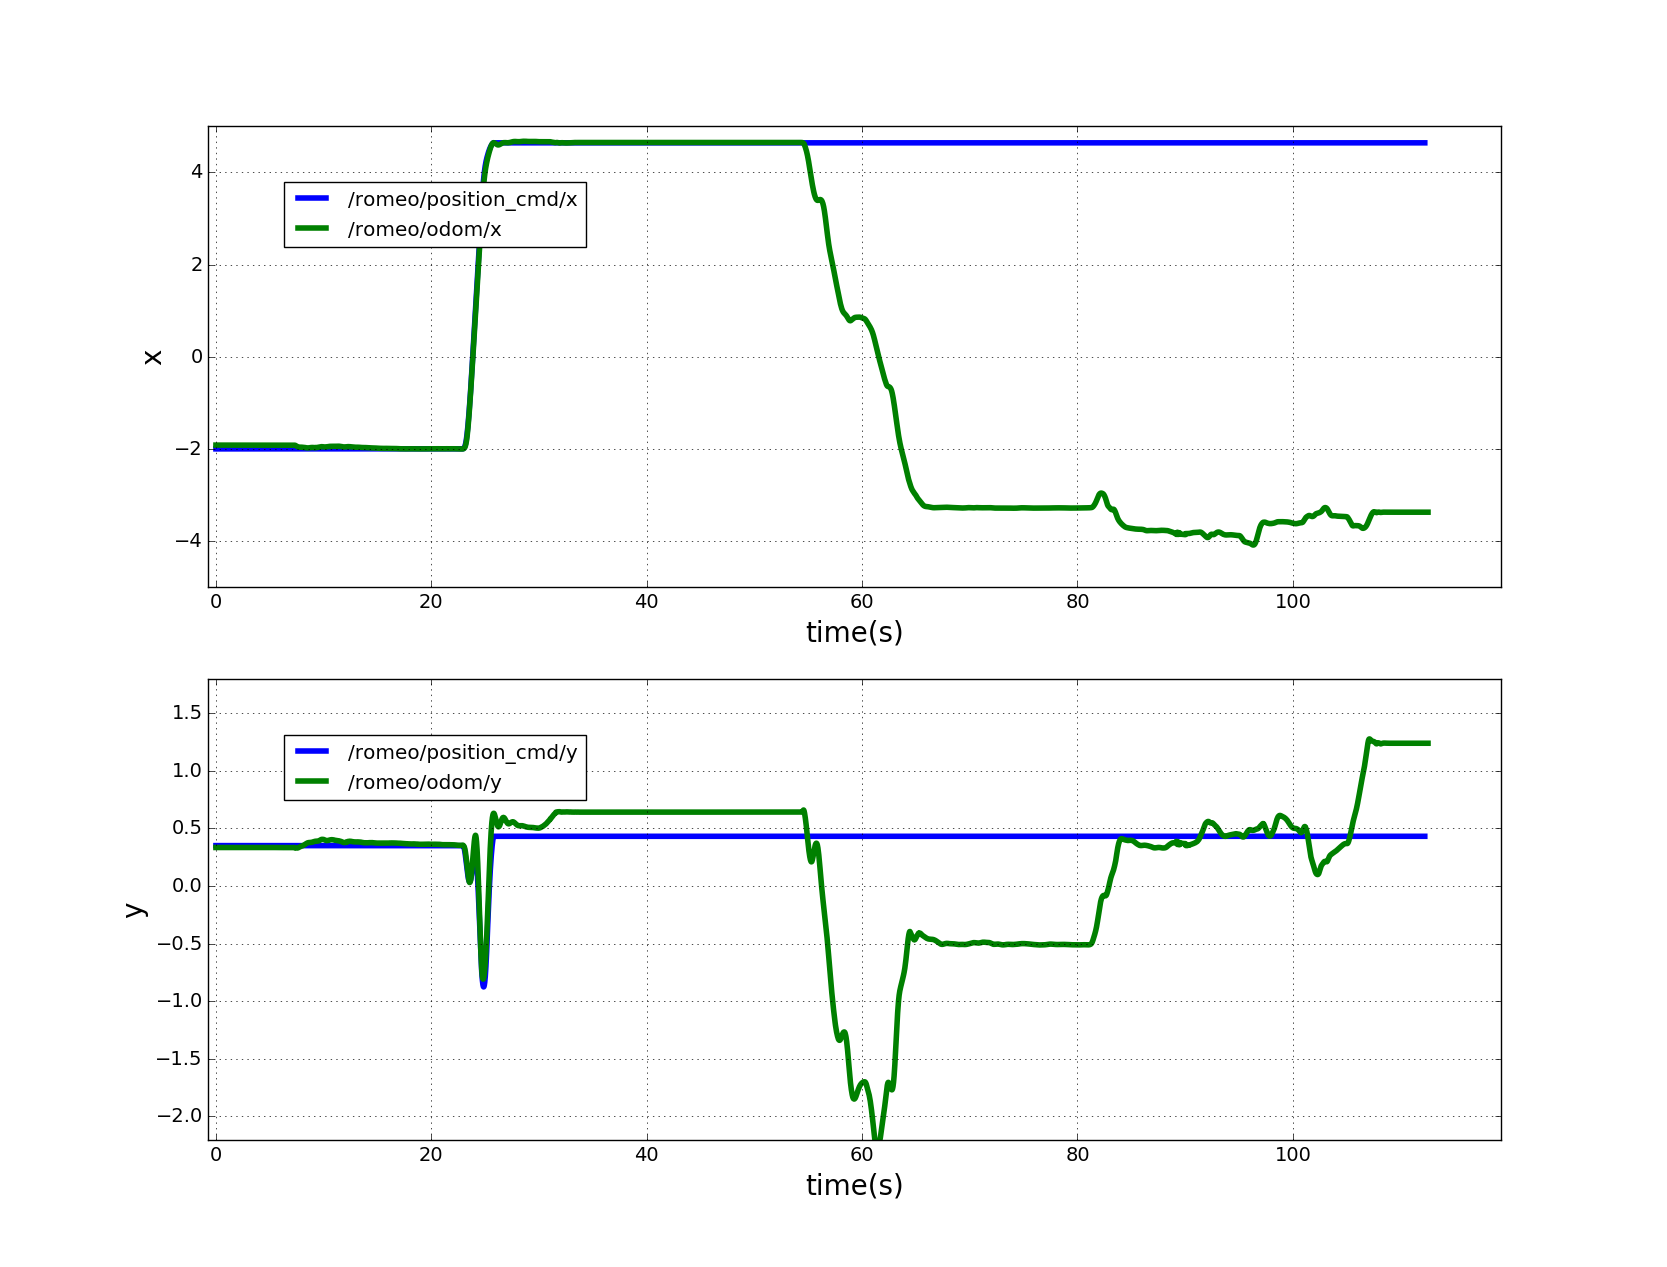 4
2
0
−2
−4
x
/romeo/position_cmd/x
/romeo/odom/x
0 20 40 60 80 100
time(s)
1.5
1.0
0.5
0.0
−0.5
−1.0
−1.5
−2.0
y
/romeo/position_cmd/y
/romeo/odom/y
0 20 40 60 80 100
time(s)